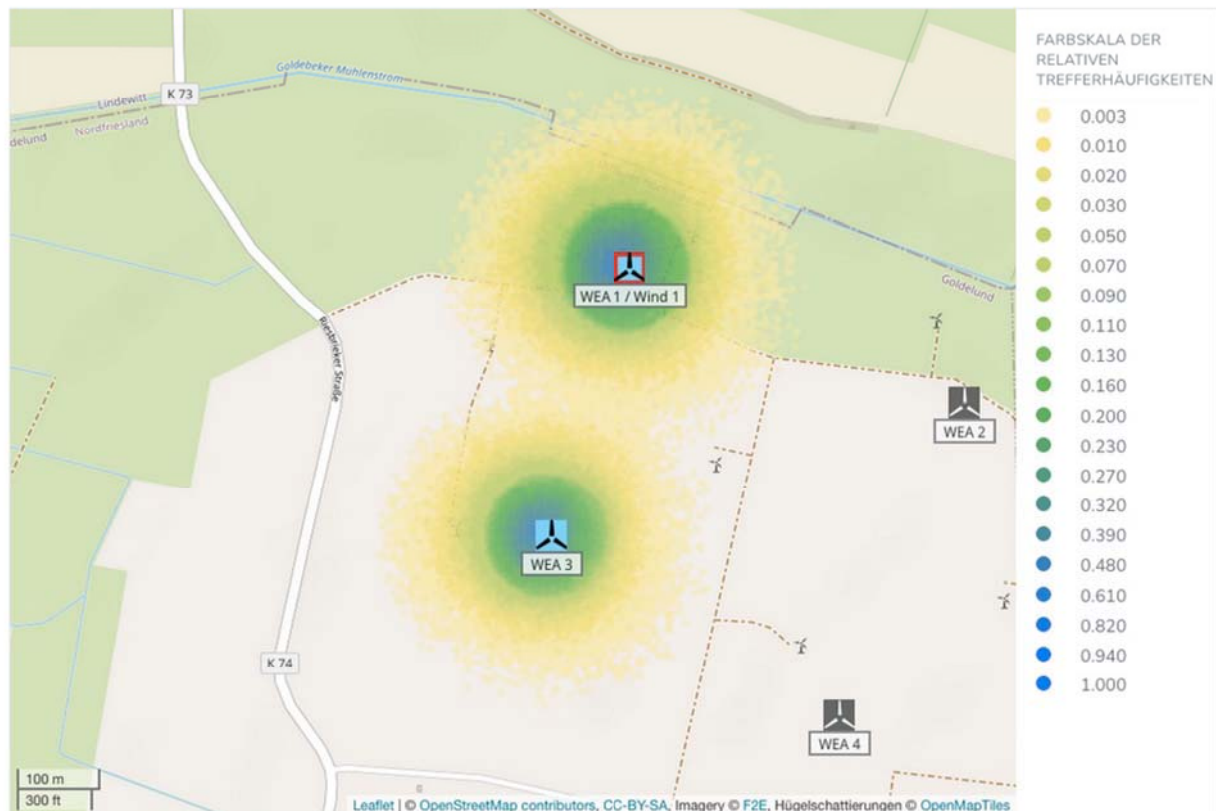 FARBSKALA DER
RELATIVEN
TREFFERHÄUFIGKEITEN
0.003
0.010
0.020
0.030
0.050
0.070
0.090
0.110
0.130
0.160
0.200
0.230
0.270
0.320
0.390
0.480
0.610
0.820
0.940
1.000
Goldebeker Mühlenstrom
K 73
Lindewitt
Nordfriesland
delund
Goldelund
WEA 1 / Wind 1
Riesbrieker Straße
WEA 2
WEA 3
K 74
WEA 4
100 m
300 ft
Leaflet | © OpenStreetMap contributors, CC-BY-SA, Imagery © F2E, Hügelschattierungen © OpenMapTiles